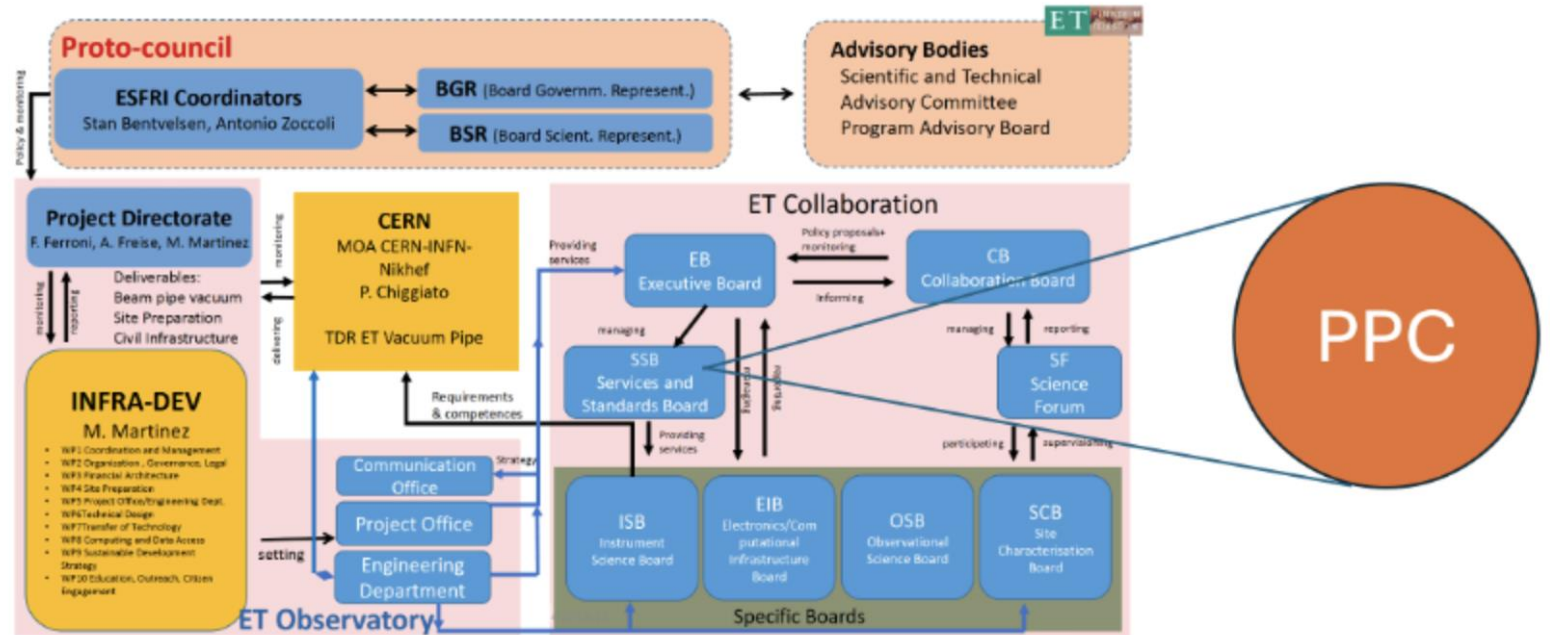 Proto-council
ESFRI Coordinators
Stan Bentvelsen, Antonio Zoccoli
BGR (Board Governm. Represent.)
BSR (Board Scient. Represent.)
ET
Advisory Bodies
Scientific and Technical
Advisory Committee
Program Advisory Board
Policy & monitoring
Project Directorate
F. Ferroni, A. Freise, M. Martinez
monitoring
reporting
Deliverables:
Beam pipe vacuum
Site Preparation
Civil Infrastructure
monitoring
delivering
CERN
MOA CERN-INFN-
Nikhef
P. Chiggiato
TDR ET Vacuum Pipe
INFRA-DEV
M. Martinez
WP1 Coordination and Management
WP2 Organisation , Governance, Legal
WP3 Financial Architecture
WP4 Site Preparation
WP5 Project Office/Engineering Dept.
WP6Technical Design
WP7Transfer of Technology
WP8 Computing and Data Access
WP9 Sustainable Development
Strategy
WP10 Education, Outreach, Citizen
Engagement
setting
Communication
Office
Project Office
Engineering
Department
ET Observatory
Strategy
Requirements
& competences
Providing
services
ET Collaboration
EB
Executive Board
Policy proposals+
monitoring
Informing
CB
Collaboration Board
managing
SSB
Services and
Standards Board
managing
reporting
managing
reporting
SF
Science
Forum
Providing
services
participating
supervisioning
ISB
Instrument
Science Board
EIB
Electronics/Com
putational
Infrastructure
Board
OSB
Observational
Science Board
SCB
Site
Characterisation
Board
Specific Boards
PPC